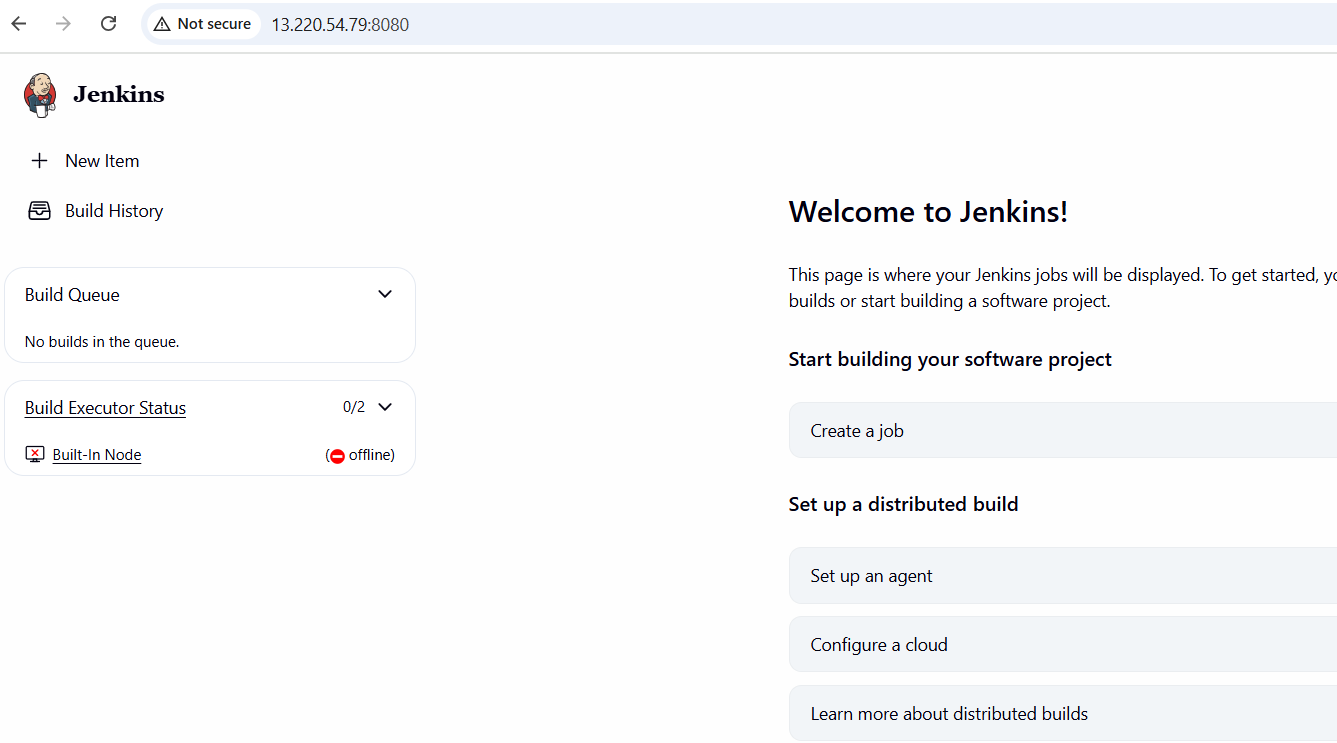 Not secure 13.220.54.79:8080
Jenkins
New Item
Build History
Build Queue
No builds in the queue.
Build Executor Status 0/2
Built-In Node ( offline)
Welcome to Jenkins!
This page is where your Jenkins jobs will be displayed. To get started,
builds or start building a software project.
Start building your software project
Create a job
Set up a distributed build
Set up an agent
Configure a cloud
Learn more about distributed builds